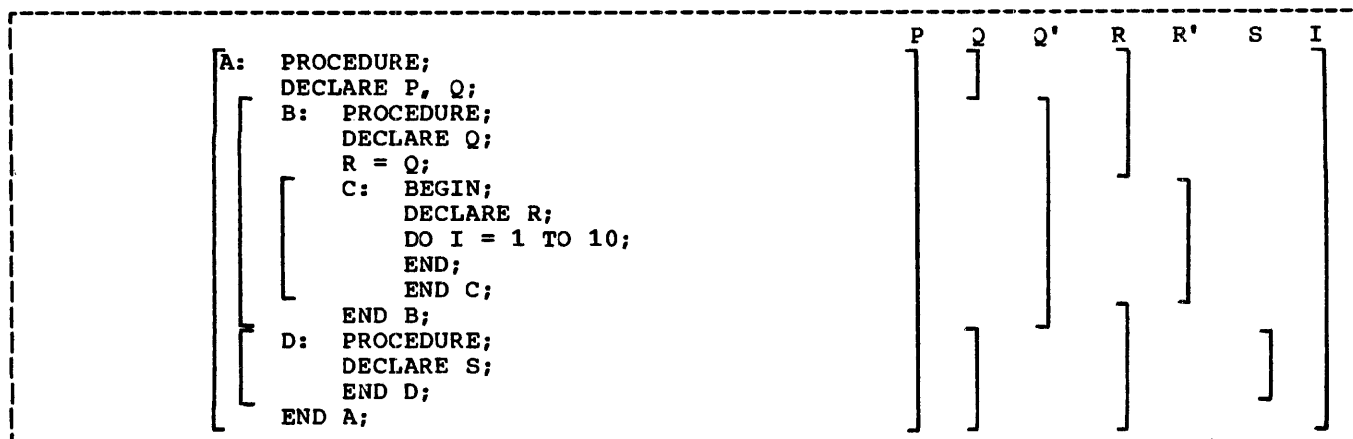 P Q Q' R R' S I
A: PROCEDURE;
DECLARE P, Q;
B: PROCEDURE;
DECLARE Q;
R = Q;
C: BEGIN;
DECLARE R;
DO I = 1 TO 10;
END;
END C;
END B;
D: PROCEDURE;
DECLARE S;
END D;
END A;